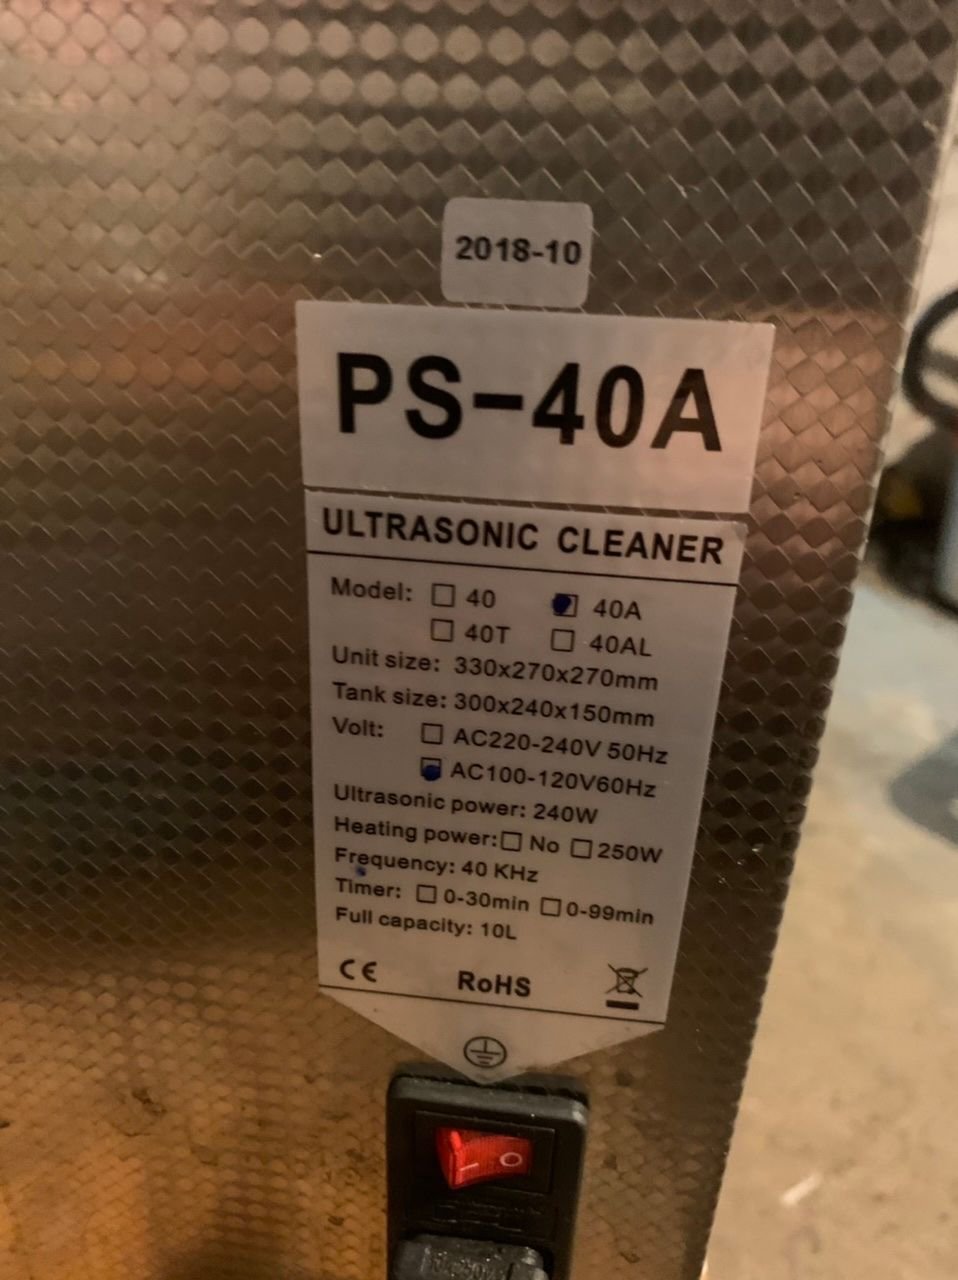 2018-10
PS-40A
ULTRASONIC CLEANER
Model: 40 40A
40T 40AL
Unit size: 330x270x270mm
Tank size: 300x240x150mm
Volt: AC220-240V 50Hz
AC100-120V60Hz
Ultrasonic power: 240W
Heating power: No 250W
Frequency: 40 KHz
Timer: 0-30min 0-99min
Full capacity: 10L
CE RoHS